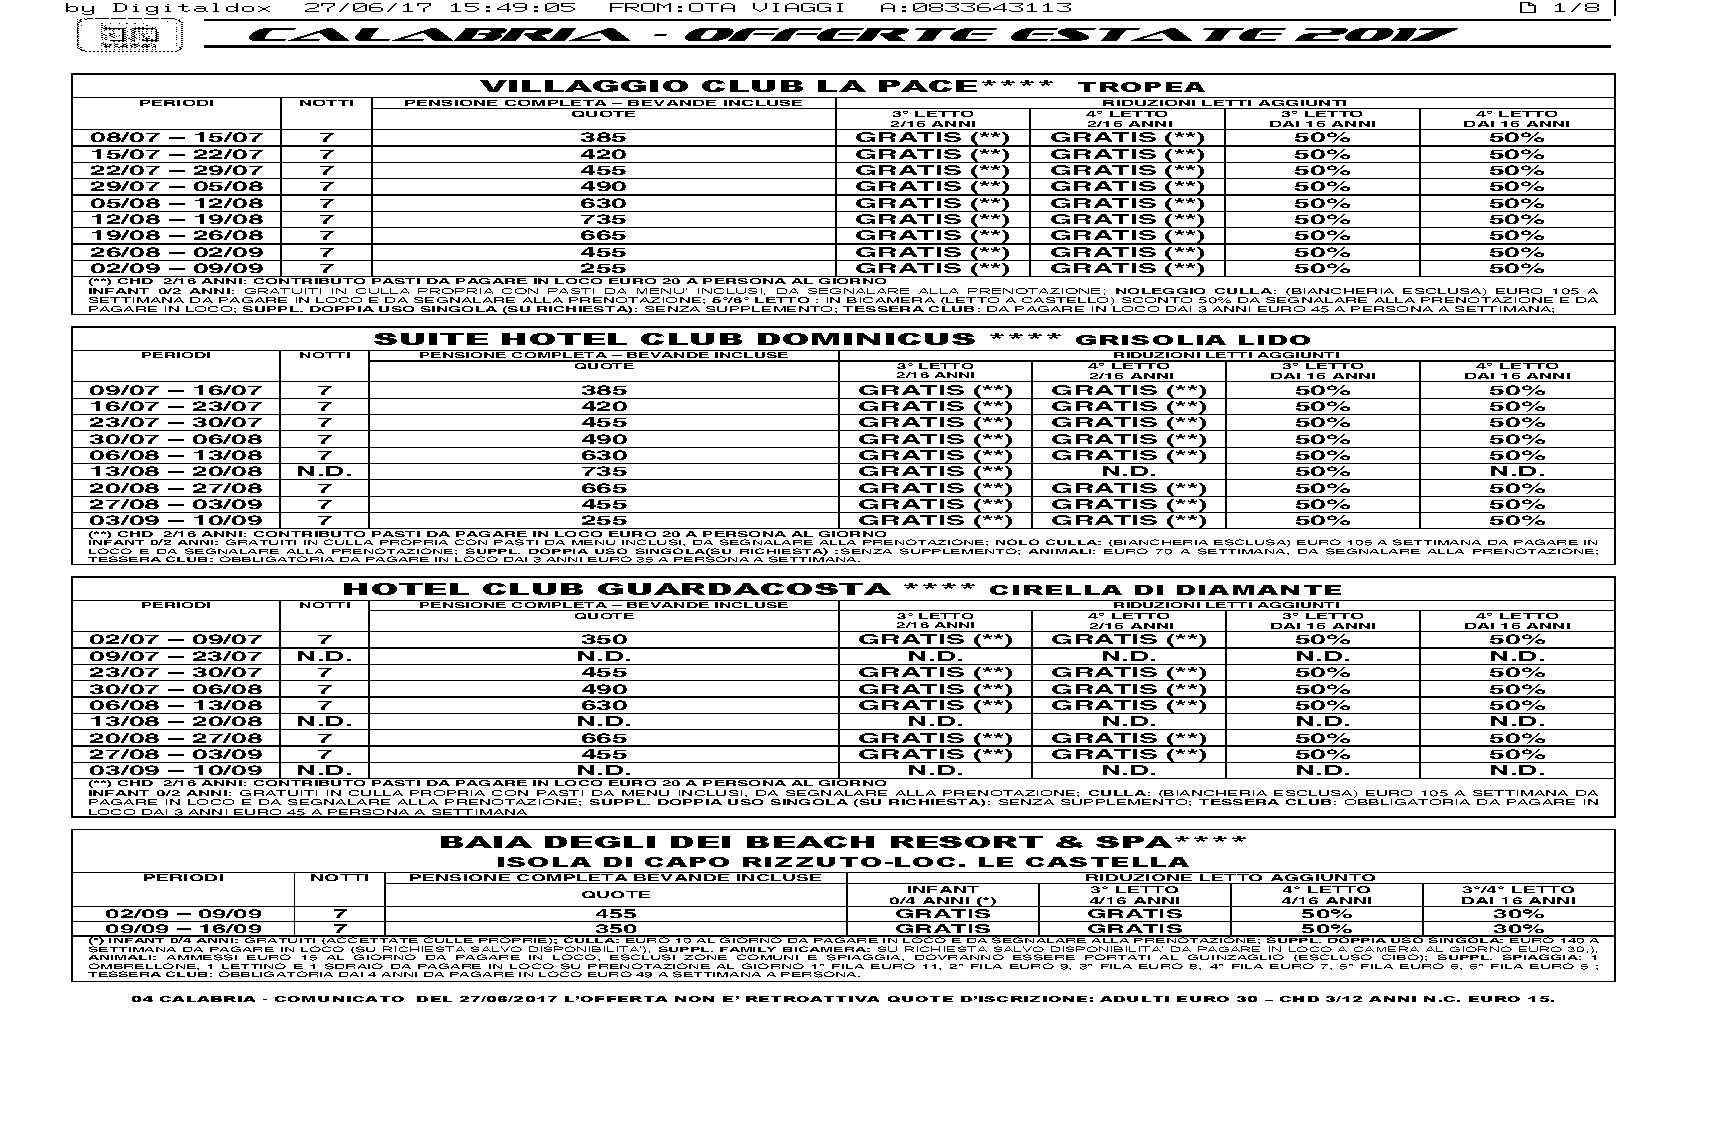 by Digitaldox 27/06/17 15:49:05 FROM:OTA VIAGGI A:0833643113 1/8
CALABRIA - OFFERTE ESTATE 2017
VILLAGGIO CLUB LA PACE**** TROPEA
PERIODI NOTTI PENSIONE COMPLETA – BEVANDE INCLUSE RIDUZIONI LETTI AGGIUNTI
QUOTE 3° LETTO 4° LETTO 3° LETTO 4° LETTO
2/16 ANNI 2/16 ANNI DAI 16 ANNI DAI 16 ANNI
08/07 – 15/07 7 385 GRATIS (**) GRATIS (**) 50% 50%
15/07 – 22/07 7 420 GRATIS (**) GRATIS (**) 50% 50%
22/07 – 29/07 7 455 GRATIS (**) GRATIS (**) 50% 50%
29/07 – 05/08 7 490 GRATIS (**) GRATIS (**) 50% 50%
05/08 – 12/08 7 630 GRATIS (**) GRATIS (**) 50% 50%
12/08 – 19/08 7 735 GRATIS (**) GRATIS (**) 50% 50%
19/08 – 26/08 7 665 GRATIS (**) GRATIS (**) 50% 50%
26/08 – 02/09 7 455 GRATIS (**) GRATIS (**) 50% 50%
02/09 – 09/09 7 255 GRATIS (**) GRATIS (**) 50% 50%
(**) CHD 2/16 ANNI: CONTRIBUTO PASTI DA PAGARE IN LOCO EURO 20 A PERSONA AL GIORNO
INFANT 0/2 ANNI: GRATUITI IN CULLA PROPRIA CON PASTI DA MENU' INCLUSI, DA SEGNALARE ALLA PRENOTAZIONE; NOLEGGIO CULLA: (BIANCHERIA ESCLUSA) EURO 105 A
SETTIMANA DA PAGARE IN LOCO E DA SEGNALARE ALLA PRENOTAZIONE; 5°/6° LETTO : IN BICAMERA (LETTO A CASTELLO) SCONTO 50% DA SEGNALARE ALLA PRENOTAZIONE E DA
PAGARE IN LOCO; SUPPL. DOPPIA USO SINGOLA (SU RICHIESTA): SENZA SUPPLEMENTO; TESSERA CLUB: DA PAGARE IN LOCO DAI 3 ANNI EURO 45 A PERSONA A SETTIMANA;
SUITE HOTEL CLUB DOMINICUS **** GRISOLIA LIDO
PERIODI NOTTI PENSIONE COMPLETA – BEVANDE INCLUSE RIDUZIONI LETTI AGGIUNTI
QUOTE 3° LETTO 4° LETTO 3° LETTO 4° LETTO
2/16 ANNI 2/16 ANNI DAI 16 ANNI DAI 16 ANNI
09/07 – 16/07 7 385 GRATIS (**) GRATIS (**) 50% 50%
16/07 – 23/07 7 420 GRATIS (**) GRATIS (**) 50% 50%
23/07 – 30/07 7 455 GRATIS (**) GRATIS (**) 50% 50%
30/07 – 06/08 7 490 GRATIS (**) GRATIS (**) 50% 50%
06/08 – 13/08 7 630 GRATIS (**) GRATIS (**) 50% 50%
13/08 – 20/08 N.D. 735 GRATIS (**) N.D. 50% N.D.
20/08 – 27/08 7 665 GRATIS (**) GRATIS (**) 50% 50%
27/08 – 03/09 7 455 GRATIS (**) GRATIS (**) 50% 50%
03/09 – 10/09 7 255 GRATIS (**) GRATIS (**) 50% 50%
(**) CHD 2/16 ANNI: CONTRIBUTO PASTI DA PAGARE IN LOCO EURO 20 A PERSONA AL GIORNO
INFANT 0/2 ANNI: GRATUITI IN CULLA PROPRIA CON PASTI DA MENU INCLUSI, DA SEGNALARE ALLA PRENOTAZIONE; NOLO CULLA: (BIANCHERIA ESCLUSA) EURO 105 A SETTIMANA DA PAGARE IN
LOCO E DA SEGNALARE ALLA PRENOTAZIONE; SUPPL. DOPPIA USO SINGOLA(SU RICHIESTA) :SENZA SUPPLEMENTO; ANIMALI: EURO 70 A SETTIMANA, DA SEGNALARE ALLA PRENOTAZIONE;
TESSERA CLUB: OBBLIGATORIA DA PAGARE IN LOCO DAI 3 ANNI EURO 35 A PERSONA A SETTIMANA.
HOTEL CLUB GUARDACOSTA **** CIRELLA DI DIAMANTE
PERIODI NOTTI PENSIONE COMPLETA – BEVANDE INCLUSE RIDUZIONI LETTI AGGIUNTI
QUOTE 3° LETTO 4° LETTO 3° LETTO 4° LETTO
2/16 ANNI 2/16 ANNI DAI 16 ANNI DAI 16 ANNI
02/07 – 09/07 7 350 GRATIS (**) GRATIS (**) 50% 50%
09/07 – 23/07 N.D. N.D. N.D. N.D. N.D. N.D.
23/07 – 30/07 7 455 GRATIS (**) GRATIS (**) 50% 50%
30/07 – 06/08 7 490 GRATIS (**) GRATIS (**) 50% 50%
06/08 – 13/08 7 630 GRATIS (**) GRATIS (**) 50% 50%
13/08 – 20/08 N.D. N.D. N.D. N.D. N.D. N.D.
20/08 – 27/08 7 665 GRATIS (**) GRATIS (**) 50% 50%
27/08 – 03/09 7 455 GRATIS (**) GRATIS (**) 50% 50%
03/09 – 10/09 N.D. N.D. N.D. N.D. N.D. N.D.
(**) CHD 2/16 ANNI: CONTRIBUTO PASTI DA PAGARE IN LOCO EURO 20 A PERSONA AL GIORNO
INFANT 0/2 ANNI: GRATUITI IN CULLA PROPRIA CON PASTI DA MENU INCLUSI, DA SEGNALARE ALLA PRENOTAZIONE; CULLA: (BIANCHERIA ESCLUSA) EURO 105 A SETTIMANA DA
PAGARE IN LOCO E DA SEGNALARE ALLA PRENOTAZIONE; SUPPL. DOPPIA USO SINGOLA (SU RICHIESTA): SENZA SUPPLEMENTO; TESSERA CLUB: OBBLIGATORIA DA PAGARE IN
LOCO DAI 3 ANNI EURO 45 A PERSONA A SETTIMANA
BAIA DEGLI DEI BEACH RESORT & SPA****
ISOLA DI CAPO RIZZUTO-LOC. LE CASTELLA
PERIODI NOTTI PENSIONE COMPLETA BEVANDE INCLUSE RIDUZIONE LETTO AGGIUNTO
QUOTE INFANT 3° LETTO 4° LETTO 3°/4° LETTO
0/4 ANNI (*) 4/16 ANNI 4/16 ANNI DAI 16 ANNI
02/09 – 09/09 7 455 GRATIS GRATIS 50% 30%
09/09 – 16/09 7 350 GRATIS GRATIS 50% 30%
(*) INFANT 0/4 ANNI: GRATUITI (ACCETTATE CULLE PROPRIE); CULLA: EURO 10 AL GIORNO DA PAGARE IN LOCO E DA SEGNALARE ALLA PRENOTAZIONE; SUPPL. DOPPIA USO SINGOLA: EURO 140 A
SETTIMANA DA PAGARE IN LOCO (SU RICHIESTA SALVO DISPONIBILITA'), SUPPL. FAMILY BICAMERA: SU RICHIESTA SALVO DISPONIBILITA' DA PAGARE IN LOCO A CAMERA AL GIORNO EURO 30,),
ANIMALI: AMMESSI EURO 15 AL GIORNO DA PAGARE IN LOCO, ESCLUSI ZONE COMUNI E SPIAGGIA, DOVRANNO ESSERE PORTATI AL GUINZAGLIO (ESCLUSO CIBO); SUPPL. SPIAGGIA: 1
OMBRELLONE, 1 LETTINO E 1 SDRAIO DA PAGARE IN LOCO SU PRENOTAZIONE AL GIORNO 1° FILA EURO 11, 2° FILA EURO 9, 3° FILA EURO 8, 4° FILA EURO 7, 5° FILA EURO 6, 6° FILA EURO 5 ;
TESSERA CLUB: OBBLIGATORIA DAI 4 ANNI DA PAGARE IN LOCO EURO 49 A SETTIMANA A PERSONA.
04 CALABRIA - COMUNICATO DEL 27/06/2017 L'OFFERTA NON E' RETROATTIVA QUOTE D'ISCRIZIONE: ADULTI EURO 30 – CHD 3/12 ANNI N.C. EURO 15.